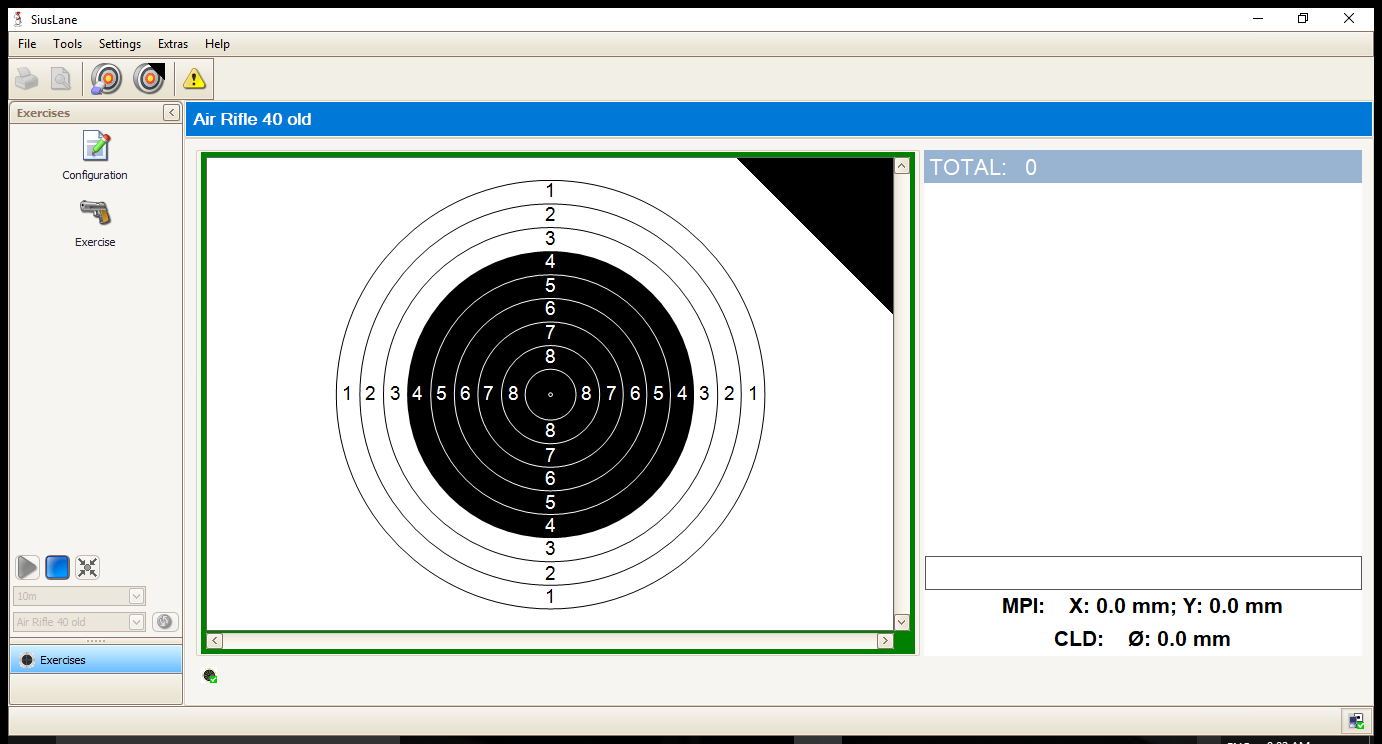 SiusLane
File Tools Settings Extras Help
Exercises
Configuration
Exercise
10m
Air Rifle 40 old
Exercises
Air Rifle 40 old
1
2
3
4
5
6
7
8
1 2 3 4 5 6 7 8 8 7 6 5 4 3 2 1
8
7
6
5
4
3
2
1
TOTAL: 0
MPI: X: 0.0 mm; Y: 0.0 mm
CLD: Ø: 0.0 mm